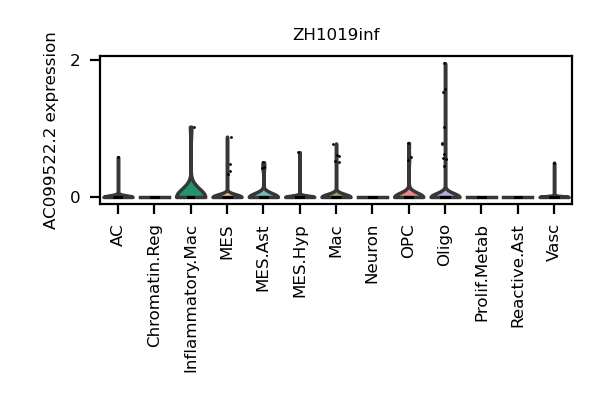 ZH1019inf
AC099522.2 expression
2
0
AC
Chromatin.Reg
Inflammatory.Mac
MES
MES.Ast
MES.Hyp
Mac
Neuron
OPC
Oligo
Prolif.Metab
Reactive.Ast
Vasc